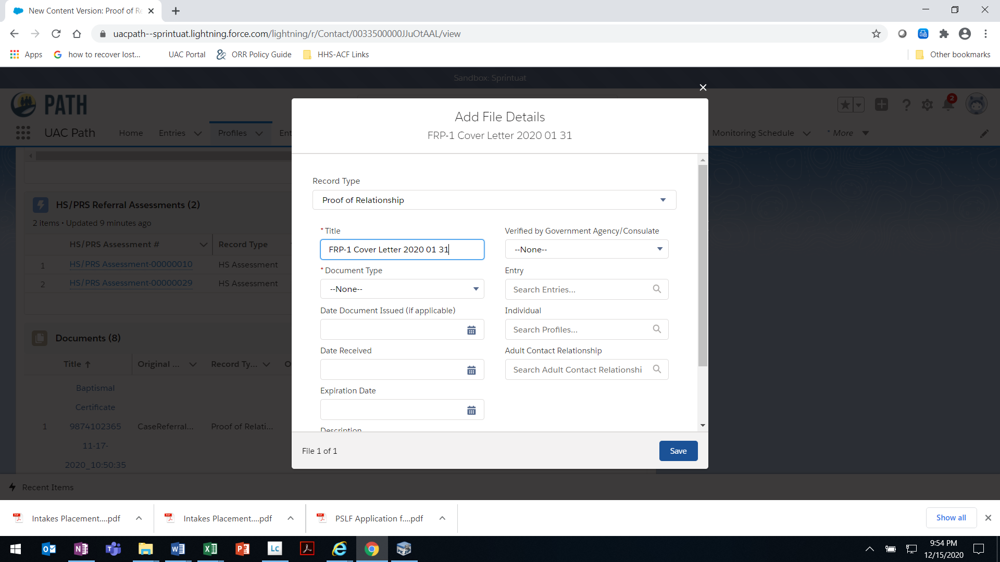 New Content Version: Proof of Re
uacpath--sprintuat.lightning.force.com/lightning/r/Contact/0033500000JJuOtAAL/view
Apps
how to recover lost...
UAC Portal
ORR Policy Guide
HHS-ACF Links
Other bookmarks
Sandbox: Sprintuat
PATH
2
UAC Path
Home
Entries
Profiles
Ent
Monitoring Schedule
* More
Add File Details
FRP-1 Cover Letter 2020 01 31
Record Type
Proof of Relationship
* Title
FRP-1 Cover Letter 2020 01 31
Verified by Government Agency/Consulate
--None--
* Document Type
--None--
Entry
Search Entries...
Date Document Issued (if applicable)
Individual
Search Profiles...
Date Received
Adult Contact Relationship
Search Adult Contact Relationshi
Expiration Date
Description
File 1 of 1
Save
HS/PRS Referral Assessments (2)
2 items • Updated 9 minutes ago
HS/PRS Assessment #
Record Type
1
HS/PRS Assessment-00000010
HS Assessment
2
HS/PRS Assessment-00000029
HS Assessment
Documents (8)
Title
Original ...
Record Ty...
O
Baptismal
Certificate
1
9874102365
CaseReferral...
Proof of Relati...
11-17-
2020_10:50:35
Recent Items
Intakes Placement....pdf
Intakes Placement....pdf
PSLF Application f....pdf
Show all
Lc
9:54 PM
12/15/2020